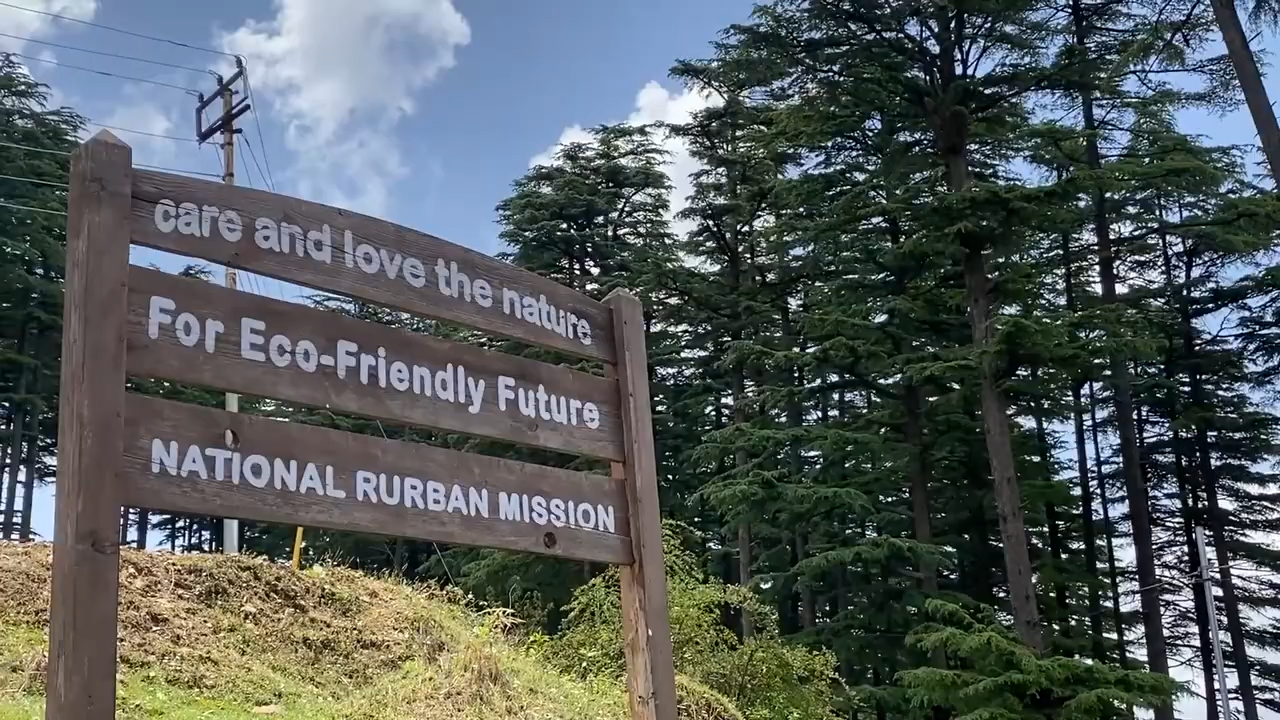 care and love the nature
For Eco-Friendly Future
NATIONAL RURBAN MISSION